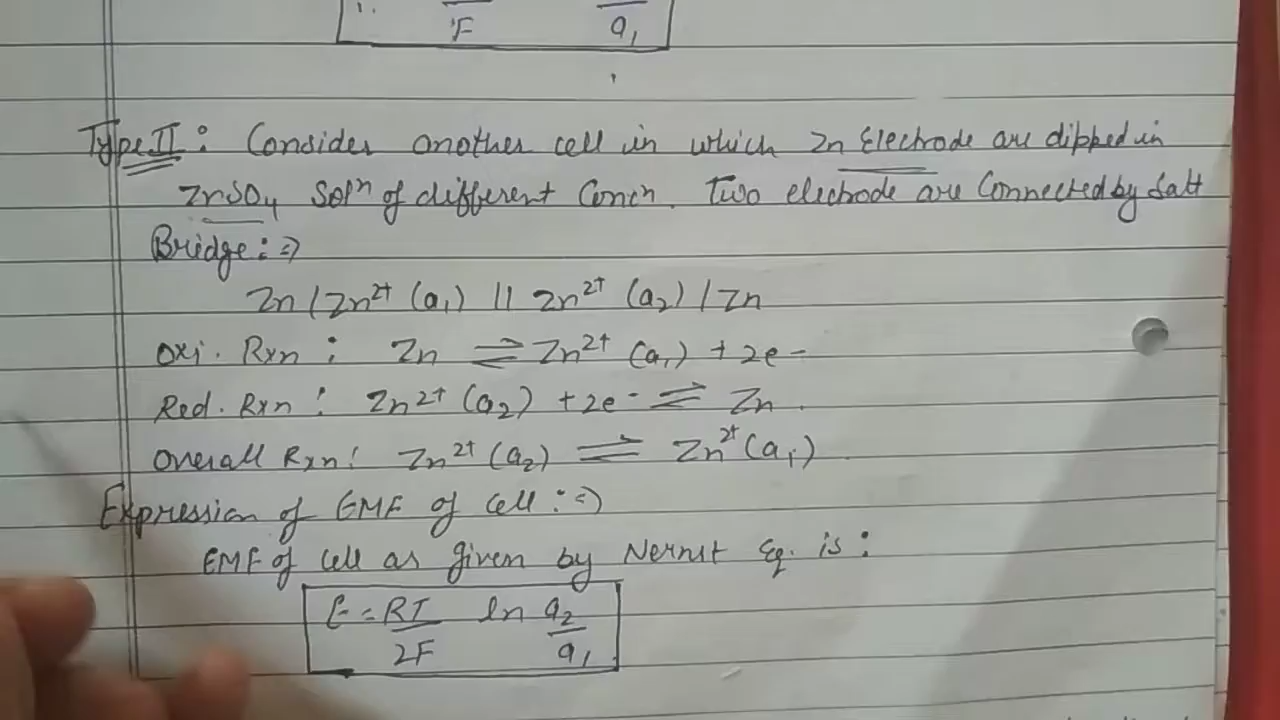 F a₁
Type II : Consider another cell in which Zn Electrode are dipped in
ZnSO₄ Solⁿ of different Concn. Two electrode are Connected by Salt
Bridge :⇒
Zn / Zn²⁺ (a₁) || Zn²⁺ (a₂) / Zn
Oxi. Rxn : Zn ⇌ Zn²⁺ (a₁) + 2e-
Red. Rxn : Zn²⁺ (a₂) + 2e⁻ ⇌ Zn.
Overall Rxn : Zn²⁺ (a₂) ⇌ Zn²⁺ (a₁)
Expression of EMF of Cell :⇒
EMF of Cell as given by Nernst Eq. is :
E = RT/2F ln a₂/a₁